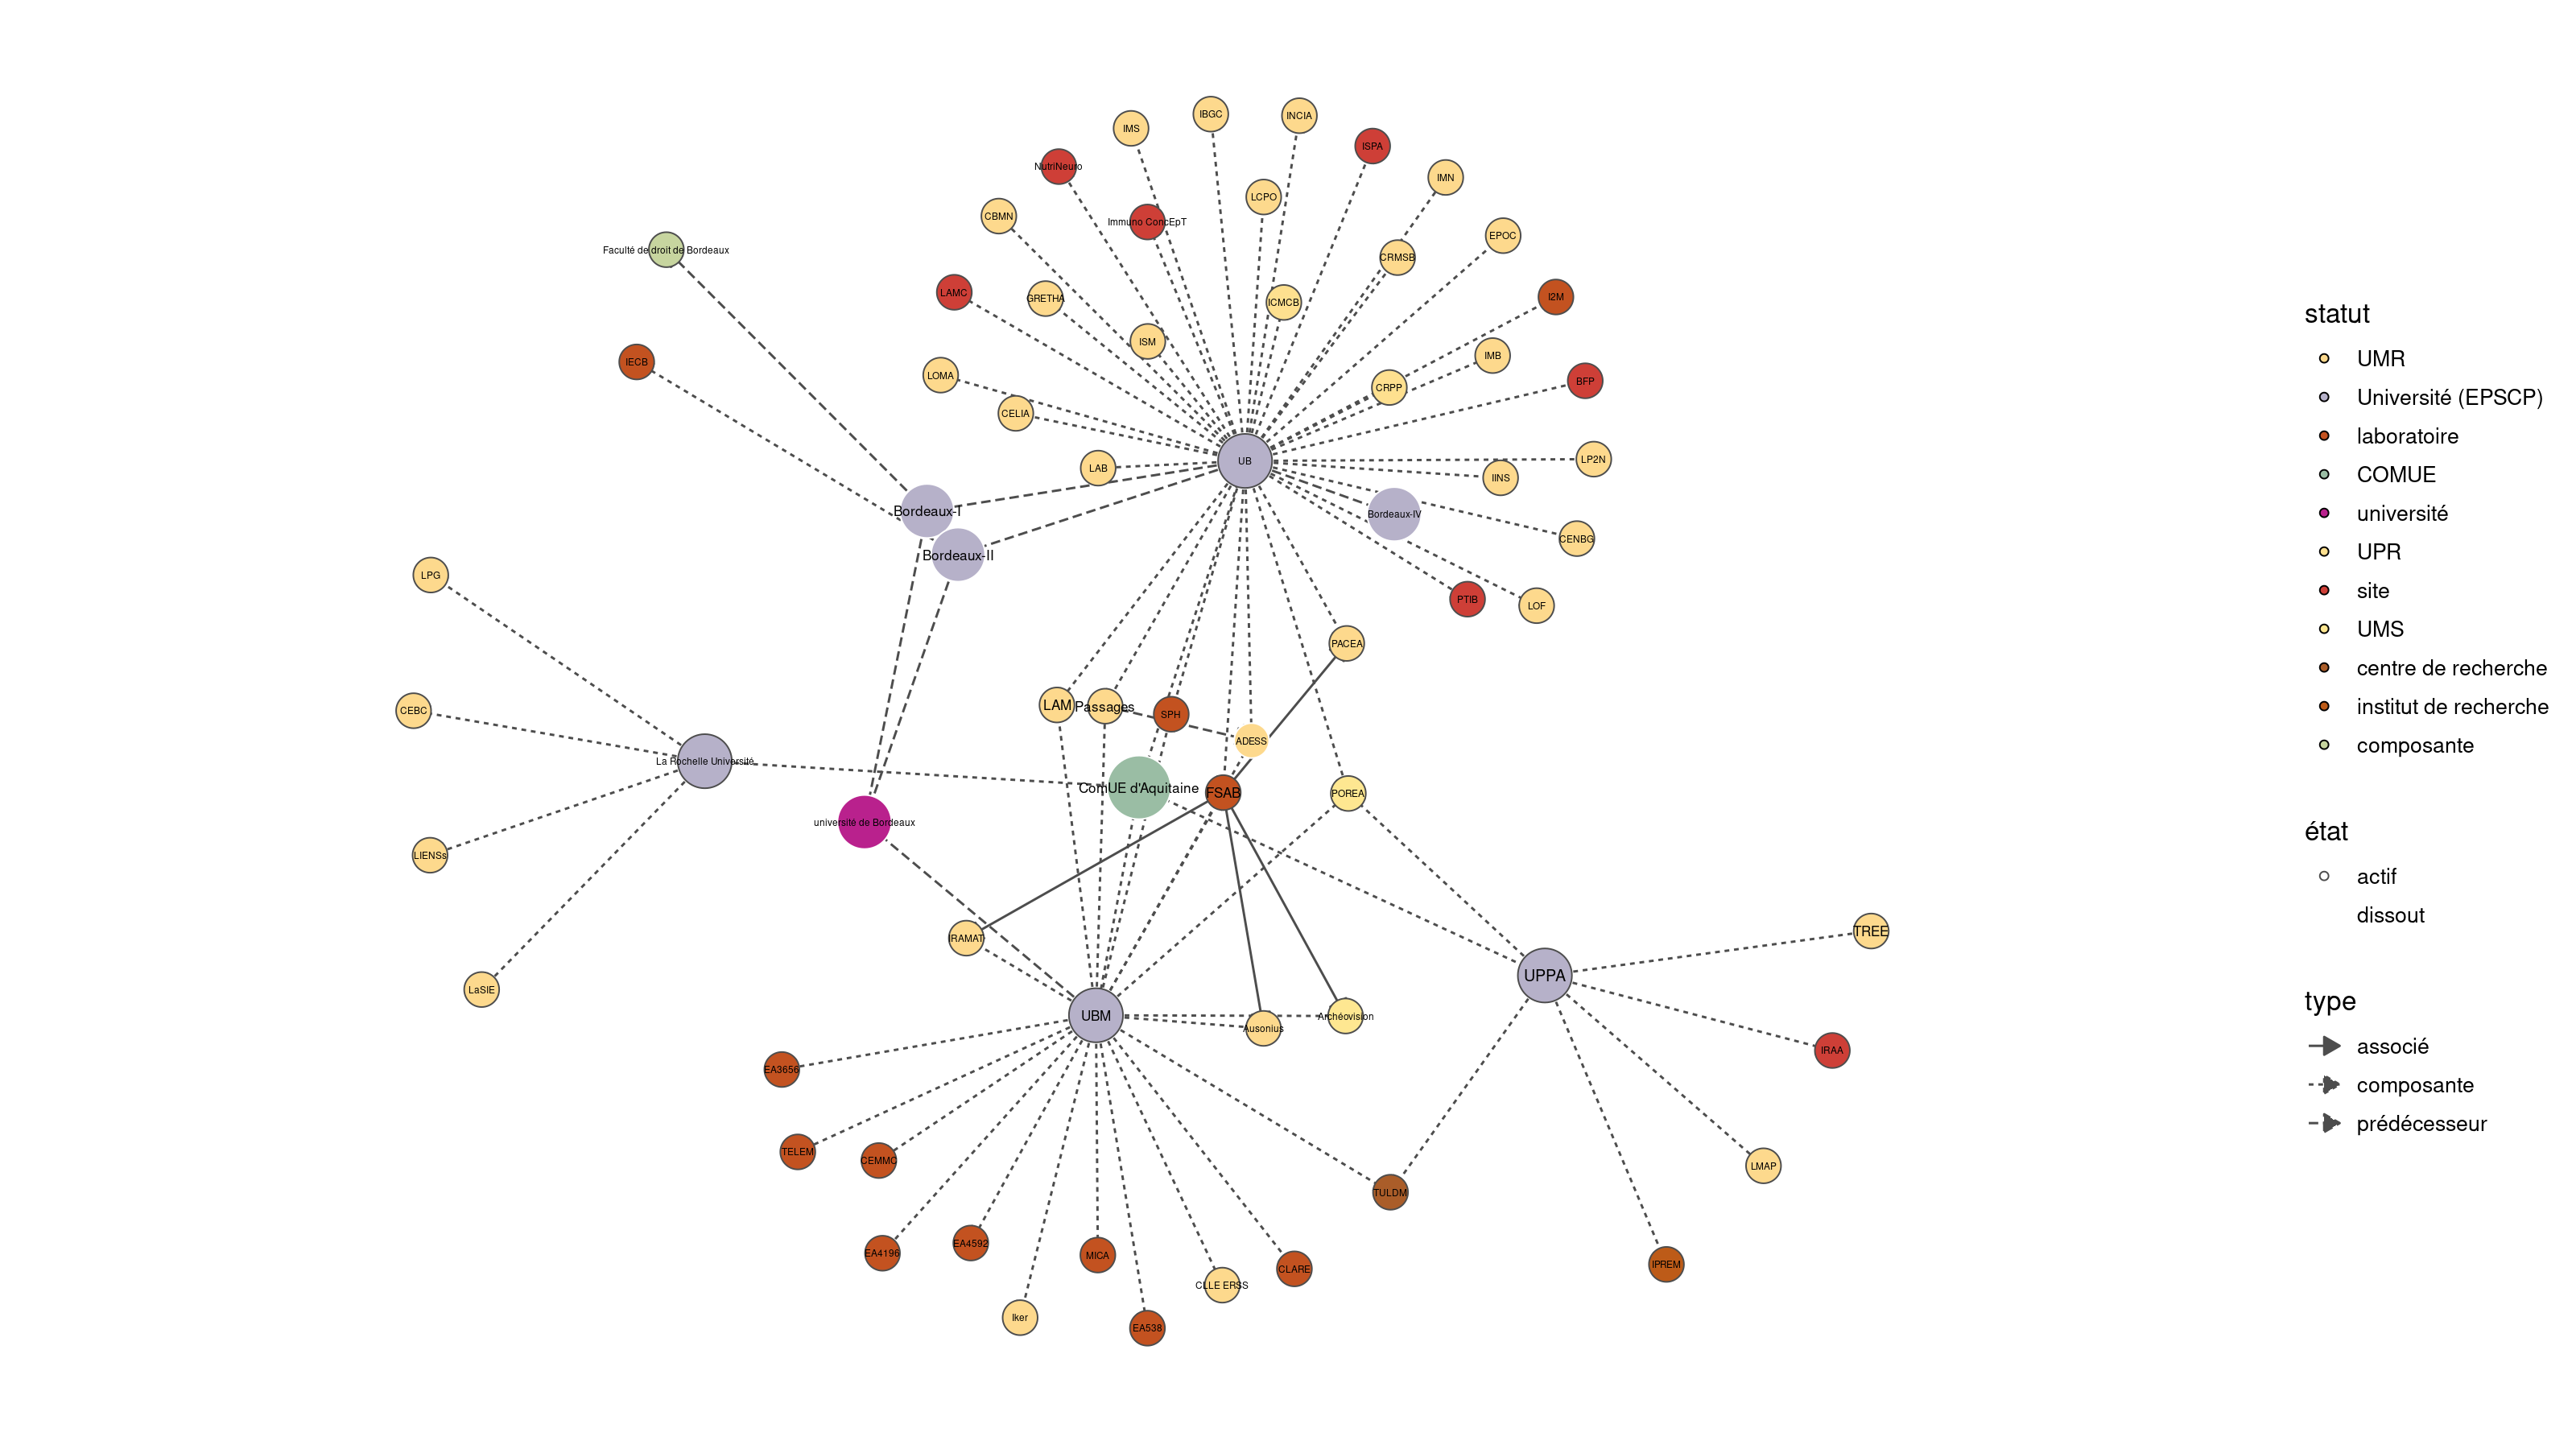 IBGC
INCIA
IMS
ISPA
NutriNeuro
IMN
LCPO
CBMN
Immuno ConcEpT
EPOC
Faculté de droit de Bordeaux
CRMSB
LAMC
GRETHA
ICMCB
I2M
ISM
IMB
IECB
LOMA
BFP
CRPP
CELIA
UB
LP2N
LAB
IINS
Bordeaux-I
Bordeaux-IV
CENBG
Bordeaux-II
LPG
PTIB
LOF
PACEA
LAM
Passages
SPH
CEBC
ADESS
La Rochelle Université
ComUE d'Aquitaine
FSAB
POREA
université de Bordeaux
LIENSs
TREE
IRAMAT
UPPA
LaSIE
UBM
Archéovision
Ausonius
IRAA
EA3656
TELEM
CEMMC
LMAP
TULDM
EA4592
EA4196
MICA
IPREM
CLARE
CLLE ERSS
Iker
EA538
statut
UMR
Université (EPSCP)
laboratoire
COMUE
université
UPR
site
UMS
centre de recherche
institut de recherche
composante
état
actif
dissout
type
associé
composante
prédécesseur